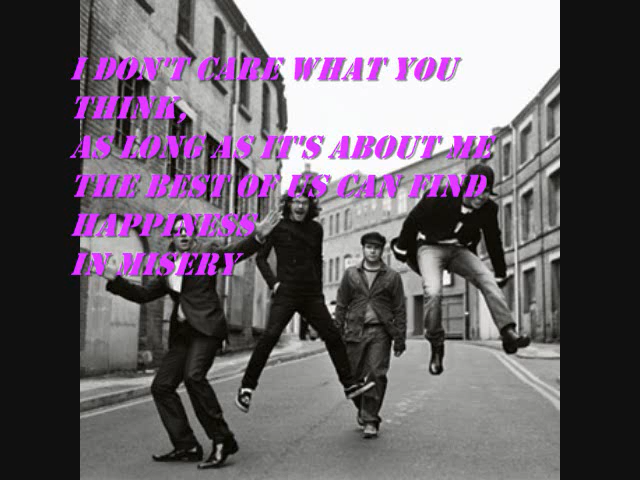 I DON'T CARE WHAT YOU
THINK,
AS LONG AS IT'S ABOUT ME
THE BEST OF US CAN FIND
HAPPINESS
IN MISERY